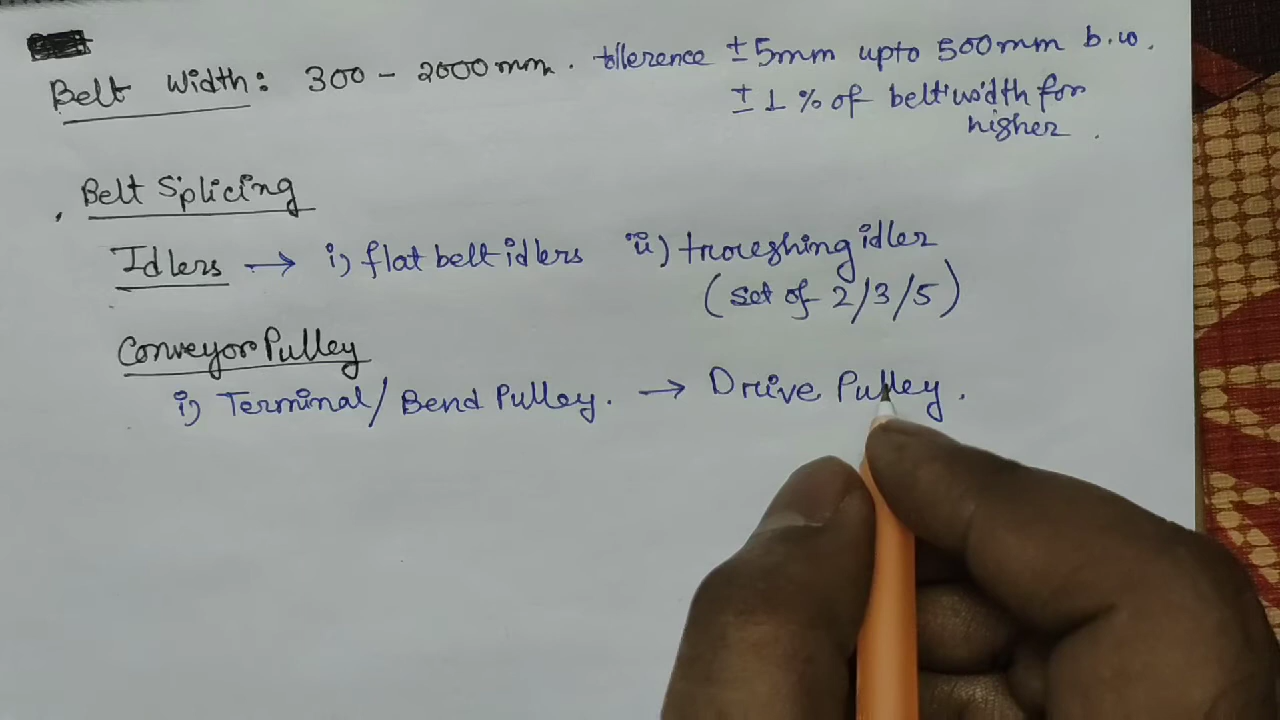 Belt Width: 300 - 2000 mm. tollerence ± 5mm upto 500mm b.w.
± 1 % of belt width for
higher.
Belt Splicing
Idlers → i) flat belt idlers ii) troughing idler
(set of 2/3/5)
Conveyor Pulley
i) Terminal / Bend Pulley. → Drive Pulley.